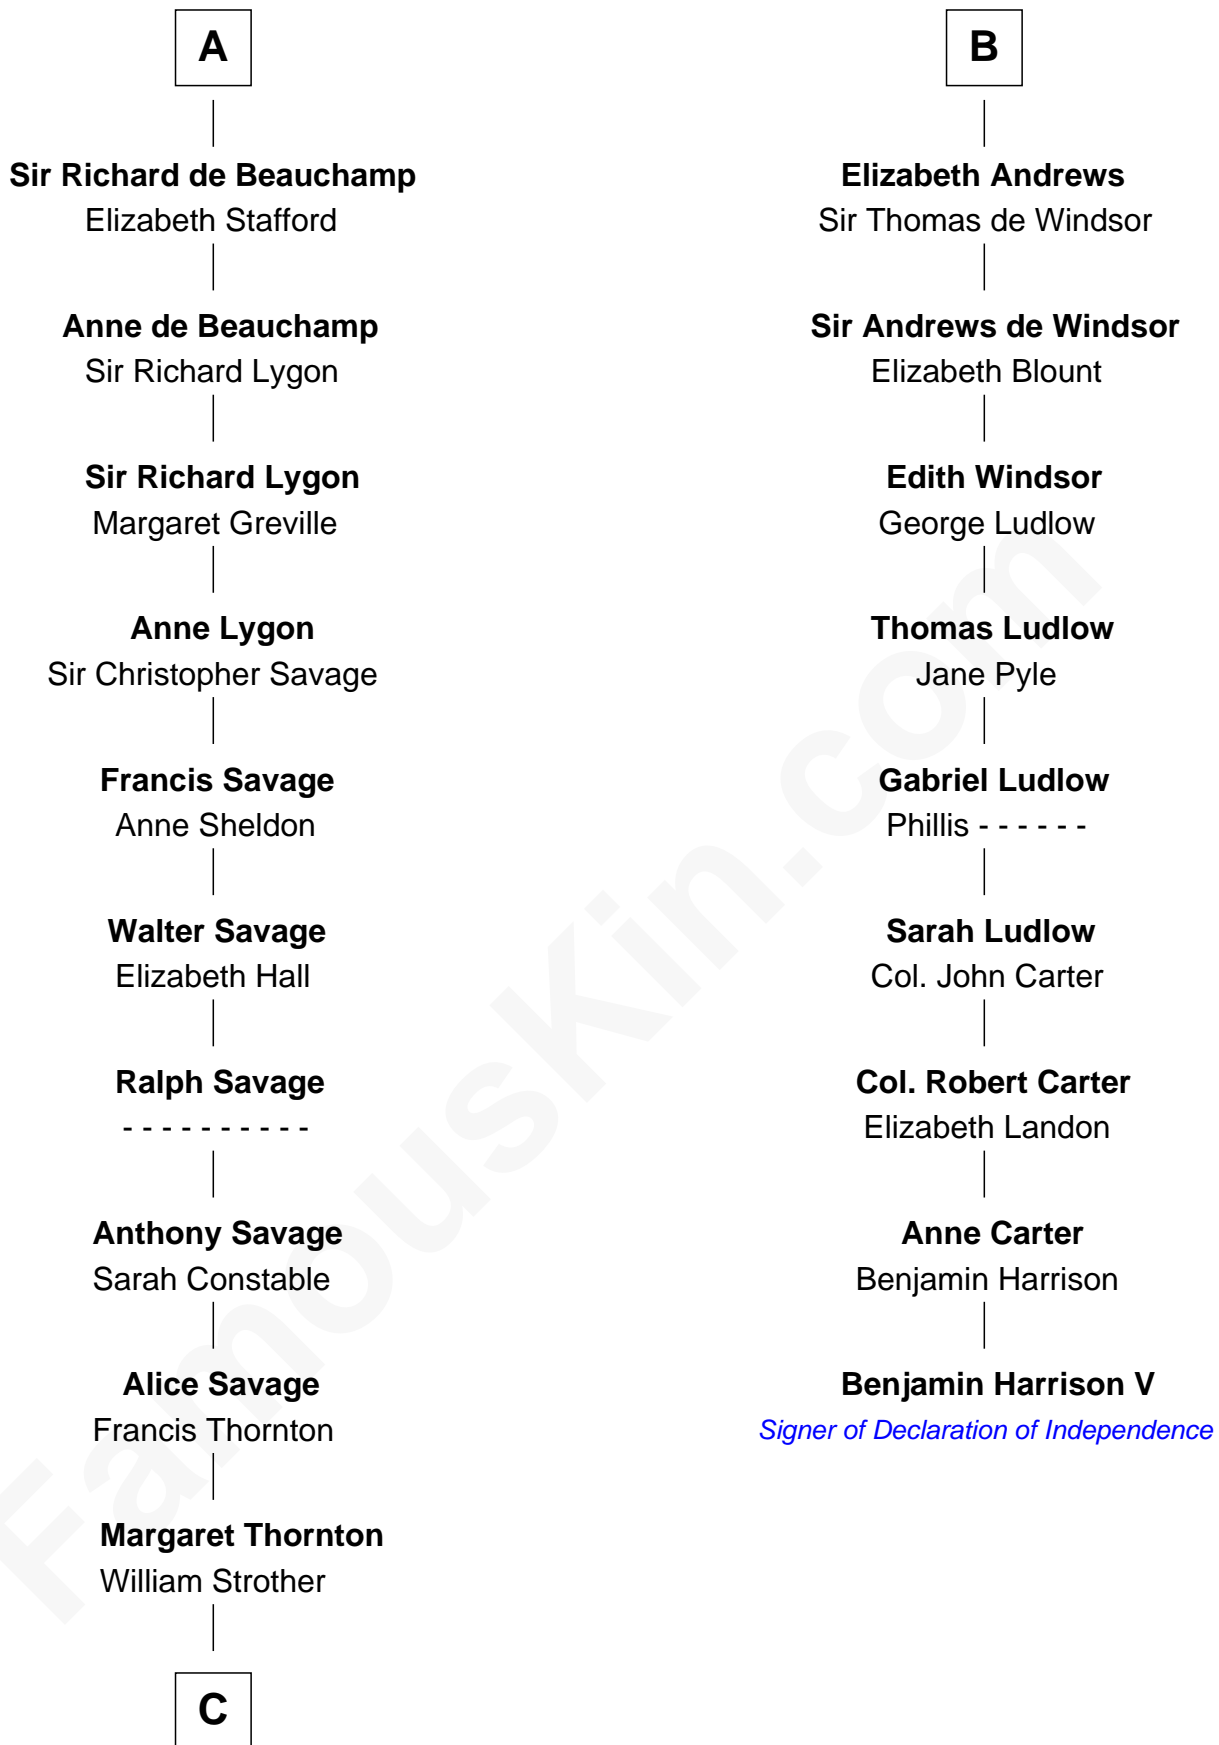 A
Sir Richard de Beauchamp
Elizabeth Stafford
Anne de Beauchamp
Sir Richard Lygon
Sir Richard Lygon
Margaret Greville
Anne Lygon
Sir Christopher Savage
Francis Savage
Anne Sheldon
Walter Savage
Elizabeth Hall
Ralph Savage
- - - - - - - - - -
Anthony Savage
Sarah Constable
Alice Savage
Francis Thornton
Margaret Thornton
William Strother
C
B
Elizabeth Andrews
Sir Thomas de Windsor
Sir Andrews de Windsor
Elizabeth Blount
Edith Windsor
George Ludlow
Thomas Ludlow
Jane Pyle
Gabriel Ludlow
Phillis - - - - - -
Sarah Ludlow
Col. John Carter
Col. Robert Carter
Elizabeth Landon
Anne Carter
Benjamin Harrison
Benjamin Harrison V
Signer of Declaration of Independence
FamousKin.com